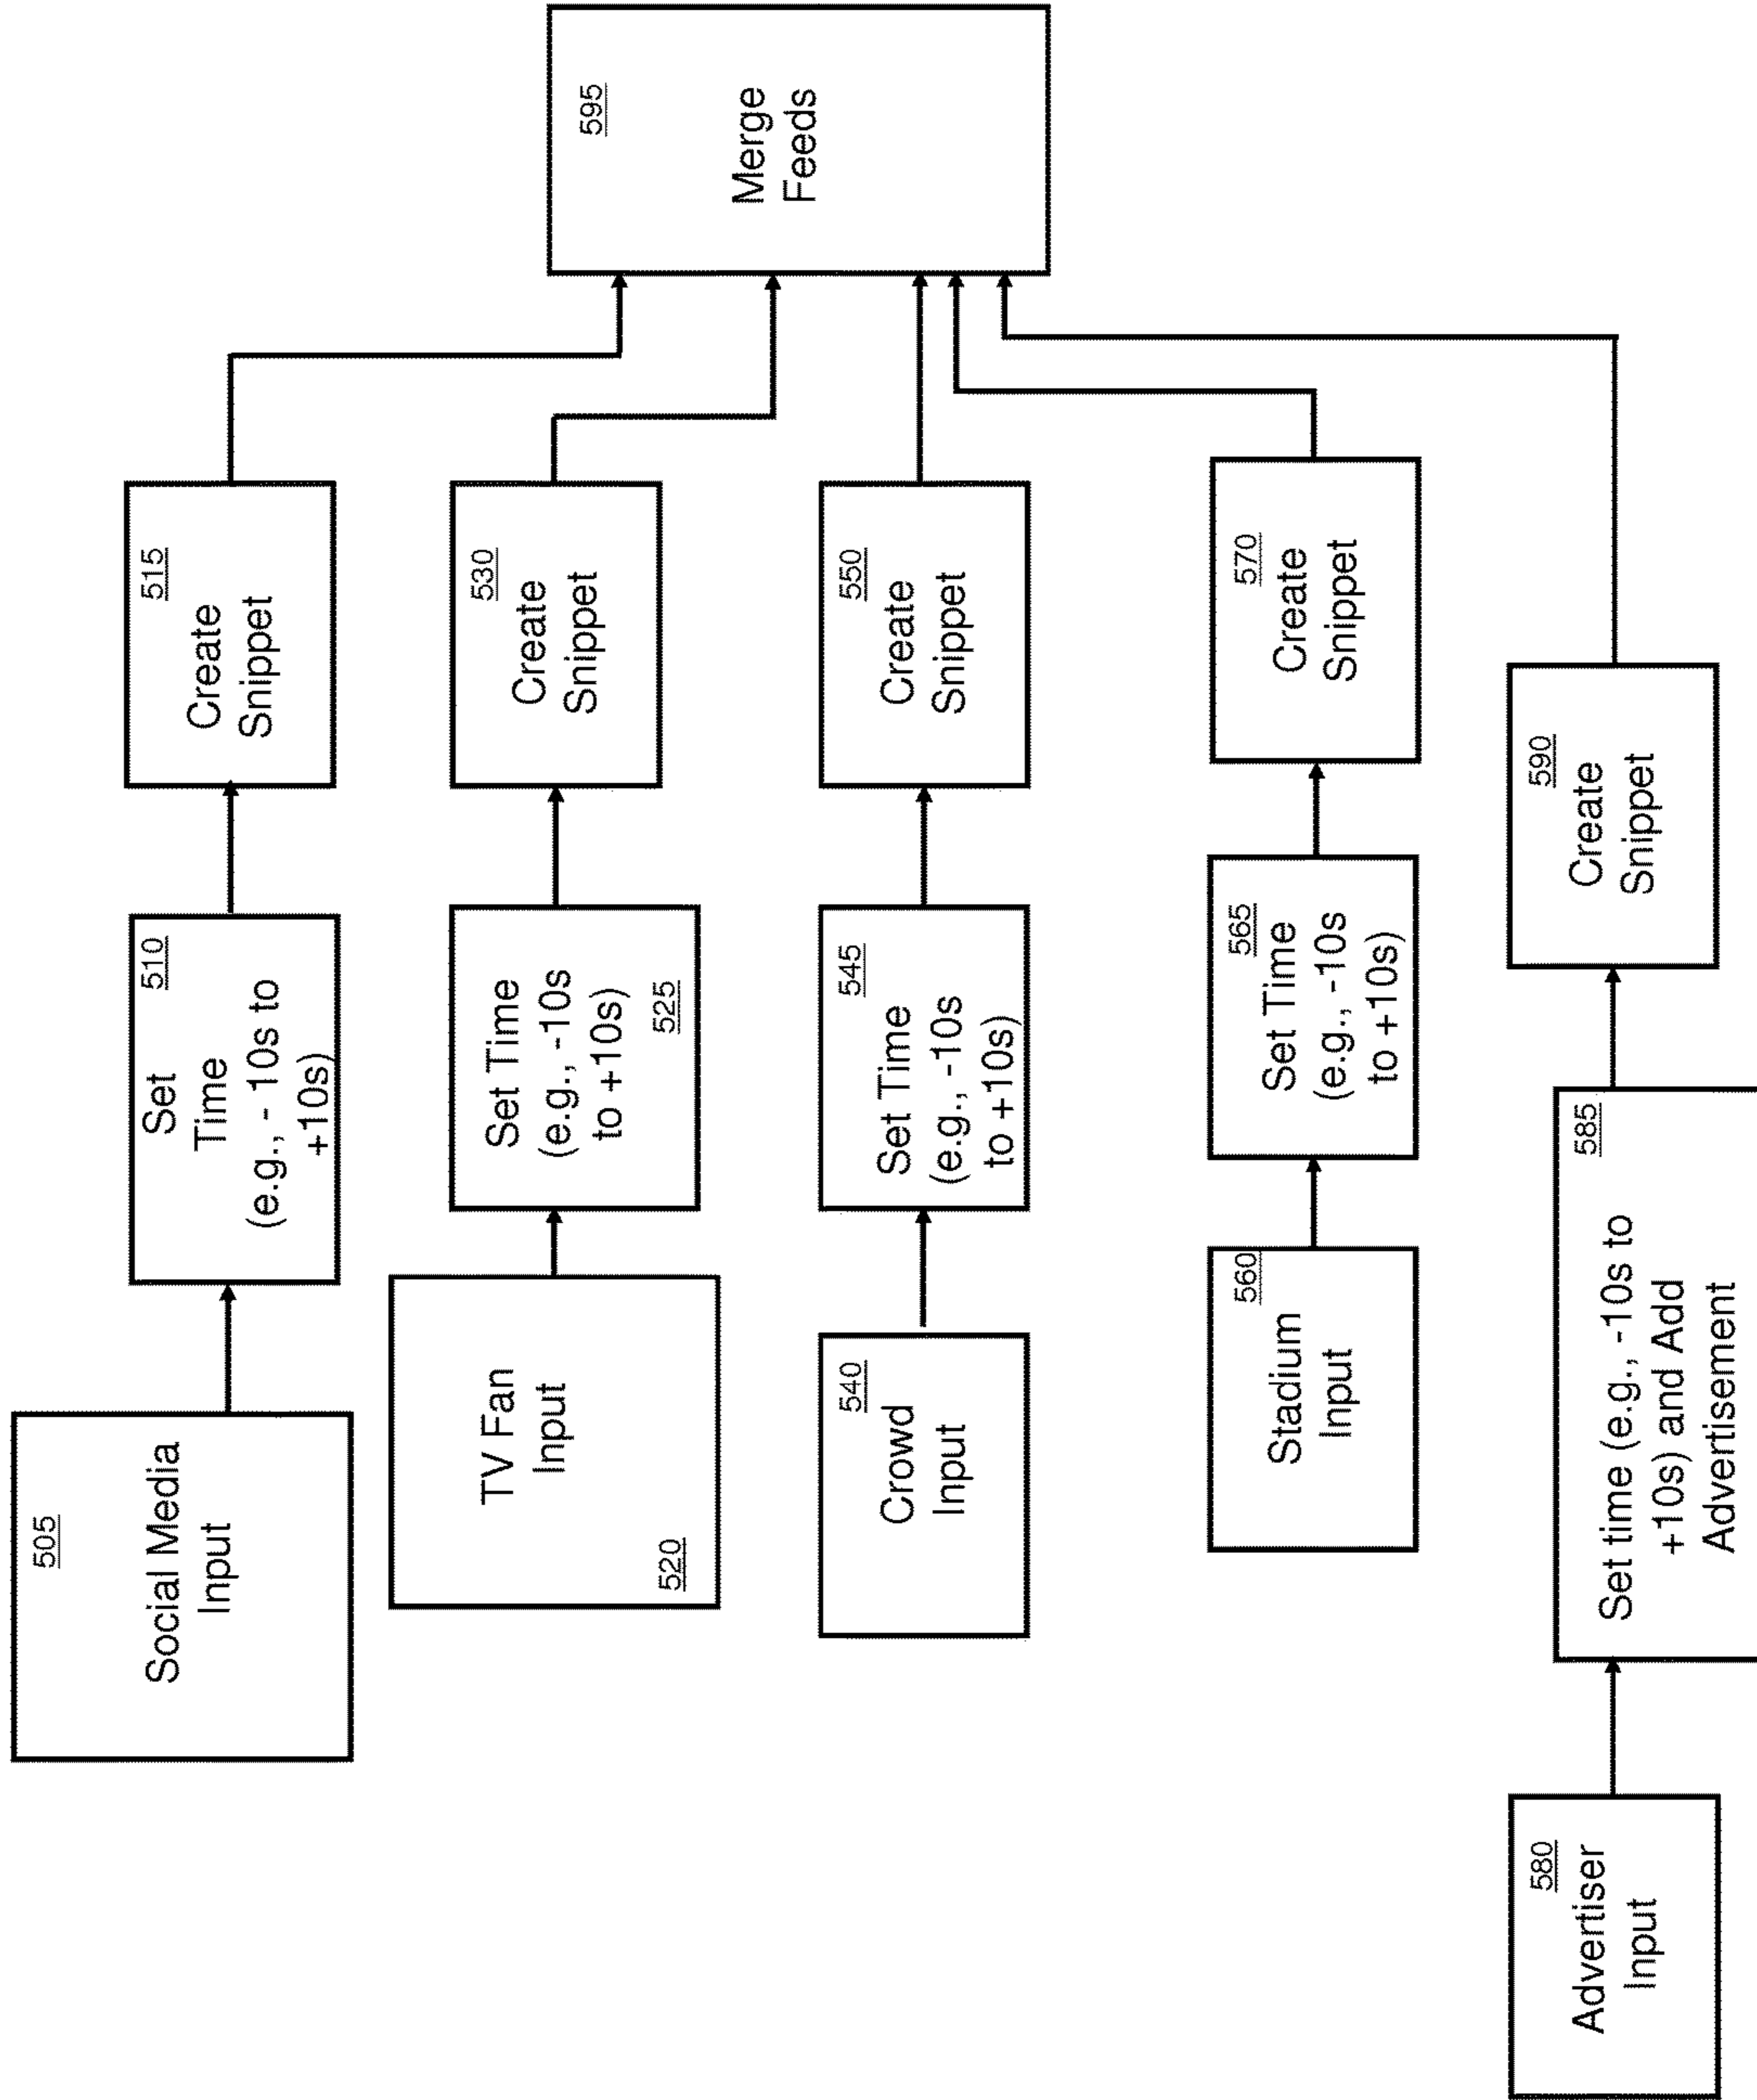 505
Social Media
Input
510
Set
Time
(e.g., - 10s to
+10s)
515
Create
Snippet
TV Fan
Input
520
Set Time
(e.g., -10s
to +10s)
525
530
Create
Snippet
540
Crowd
Input
545
Set Time
(e.g., -10s
to +10s)
550
Create
Snippet
560
Stadium
Input
565
Set Time
(e.g., -10s
to +10s)
570
Create
Snippet
580
Advertiser
Input
585
Set time (e.g., -10s to
+10s) and Add
Advertisement
590
Create
Snippet
595
Merge
Feeds